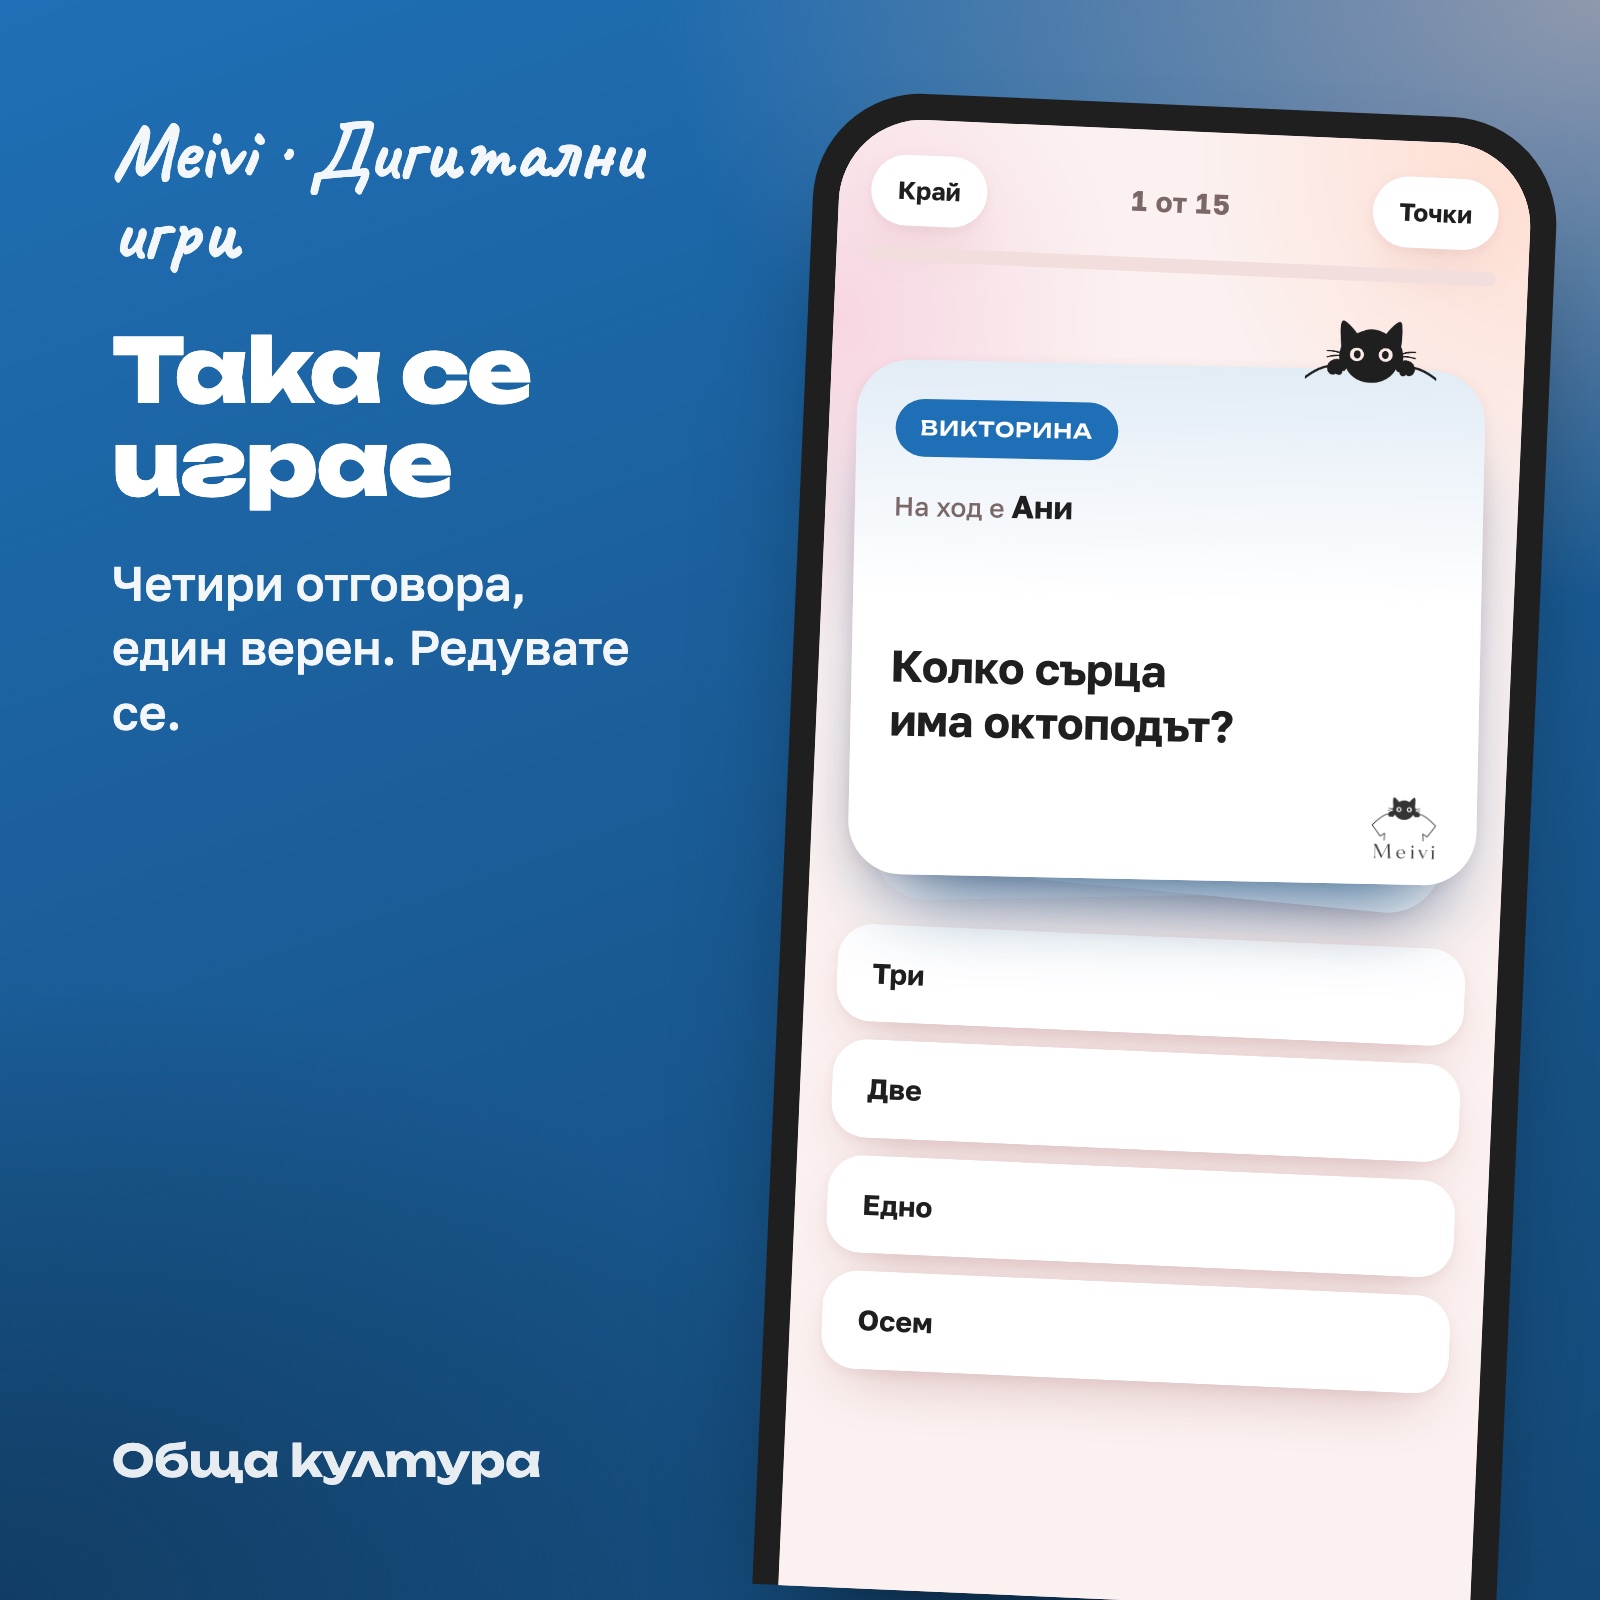 Meivi · Дигитални
игри
Така се
играе
Четири отговора,
един верен. Редувате
се.
Обща култура
Край
1 от 15
Точки
ВИКТОРИНА
На ход е Ани
Колко сърца
има октоподът?
Meivi
Три
Две
Едно
Осем